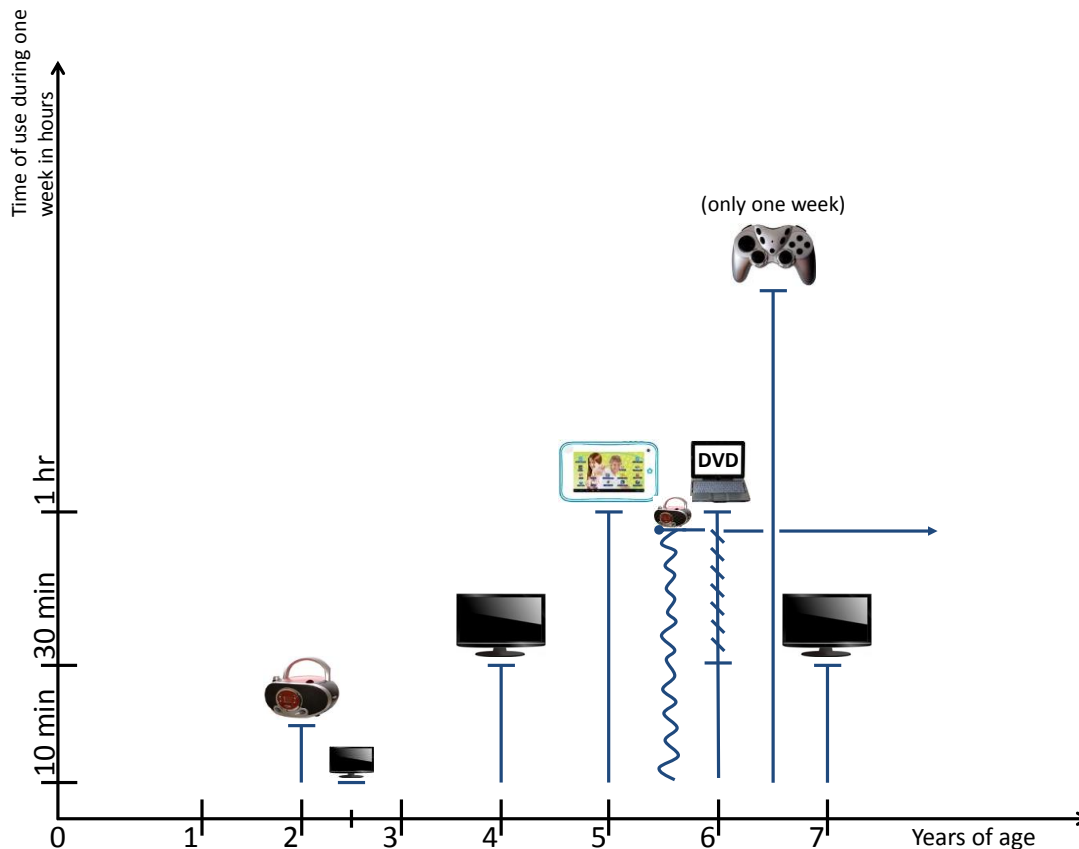 Time of use during one
week in hours
(only one week)
1 hr
DVD
30 min
10 min
0
1
2
3
4
5
6
7
Years of age